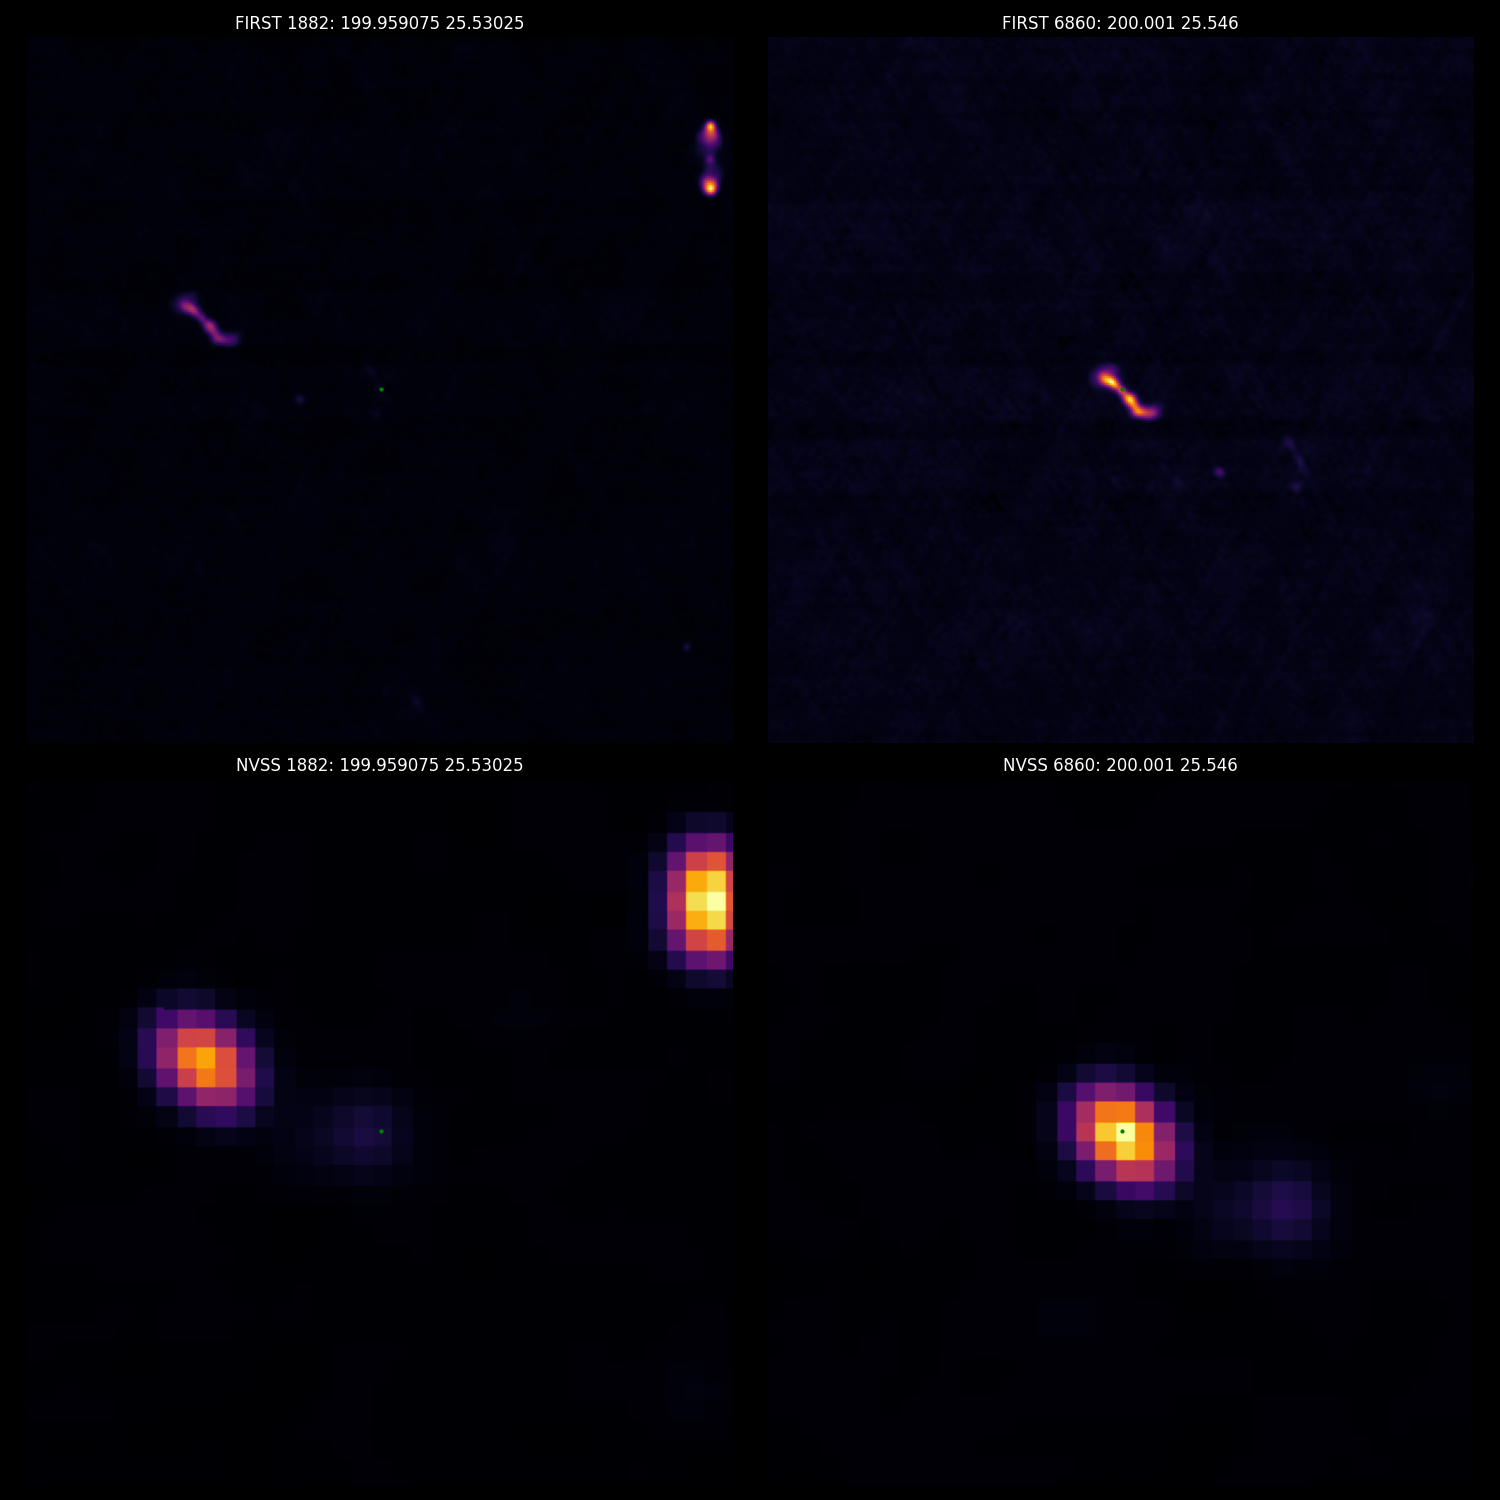 FIRST 1882: 199.959075 25.53025
FIRST 6860: 200.001 25.546
NVSS 1882: 199.959075 25.53025
NVSS 6860: 200.001 25.546